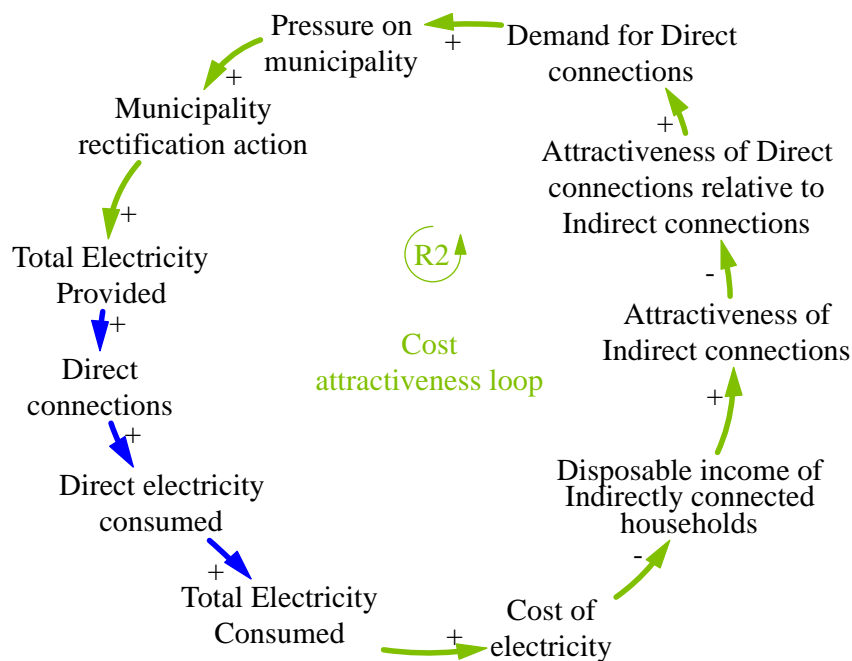 Pressure on
municipality
+
Demand for Direct
connections
+
Municipality
rectification action
+
Attractiveness of Direct
connections relative to
Indirect connections
+
Total Electricity
Provided
R2
-
+
Direct
connections
Cost
attractiveness loop
Attractiveness of
Indirect connections
+
+
Direct electricity
consumed
Disposable income of
Indirectly connected
households
+
-
Total Electricity
Consumed
+
Cost of
electricity